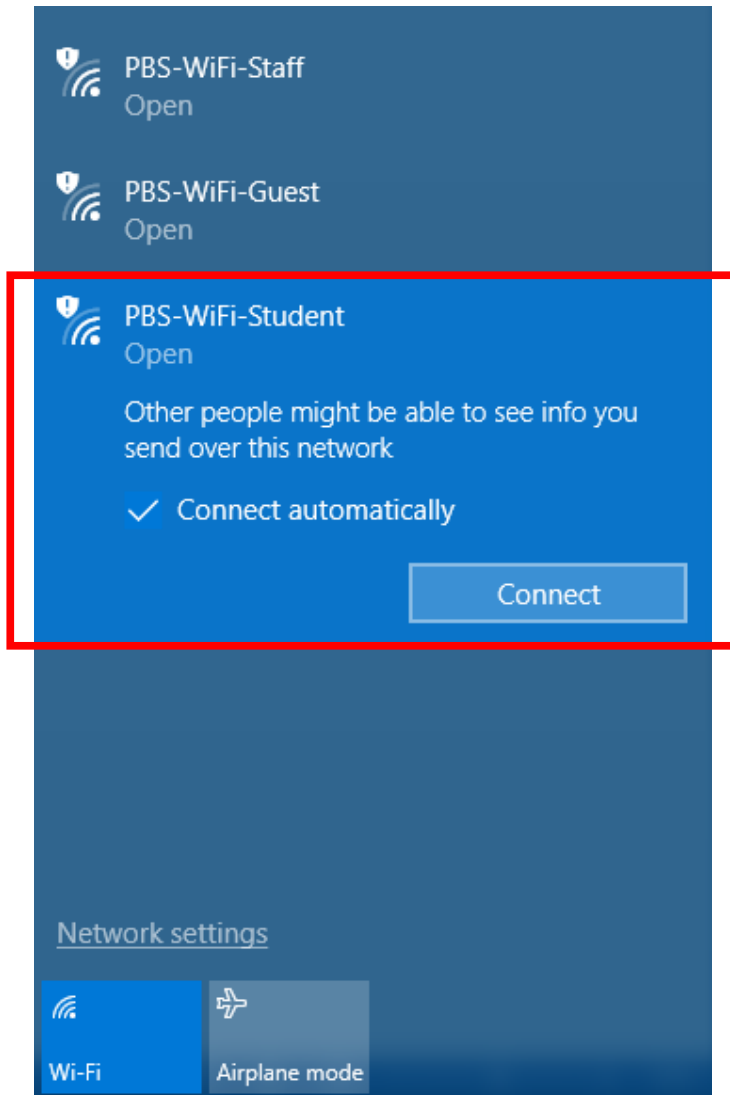 PBS-WiFi-Staff
Open
PBS-WiFi-Guest
Open
PBS-WiFi-Student
Open
Other people might be able to see info you
send over this network
Connect automatically
Connect
Network settings
Wi-Fi
Airplane mode